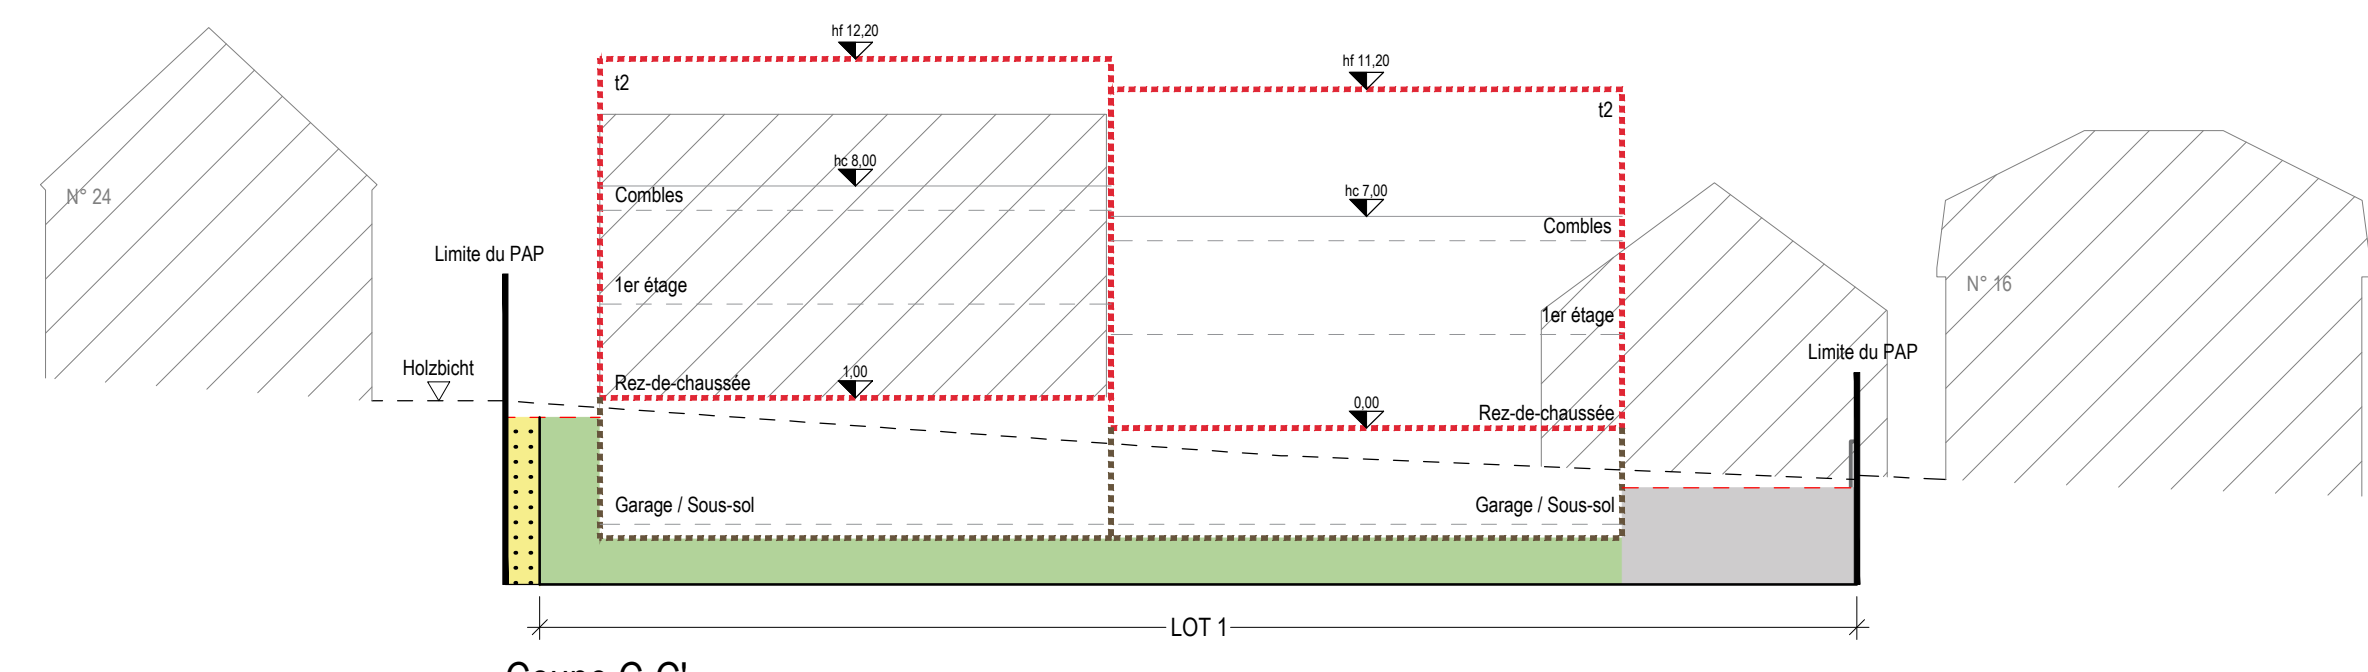 hf 12,20
hf 11,20
t2
t2
hc 8,00
hc 7,00
N° 24
Combles
Combles
Limite du PAP
1er étage
N° 16
1er étage
Limite du PAP
Holzbicht
Rez-de-chaussée
1,00
0,00
Rez-de-chaussée
Garage / Sous-sol
Garage / Sous-sol
LOT 1
Coupe C-C'